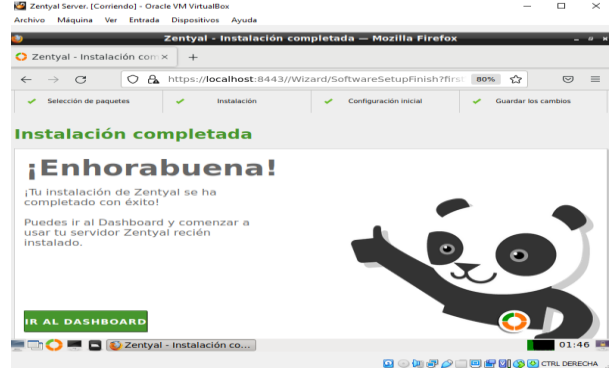 Zentyal Server. [Corriendo] - Oracle VM VirtualBox
Archivo Máquina Ver Entrada Dispositivos Ayuda
Zentyal - Instalación completada — Mozilla Firefox
Zentyal - Instalación com
https://localhost:8443//Wizard/SoftwareSetupFinish?firs 80%
Selección de paquetes Instalación Configuración inicial Guardar los cambios
Instalación completada
¡Enhorabuena!
¡Tu instalación de Zentyal se ha
completado con éxito!
Puedes ir al Dashboard y comenzar a
usar tu servidor Zentyal recién
instalado.
IR AL DASHBOARD
Zentyal - Instalación co... 01:46
CTRL DERECHA